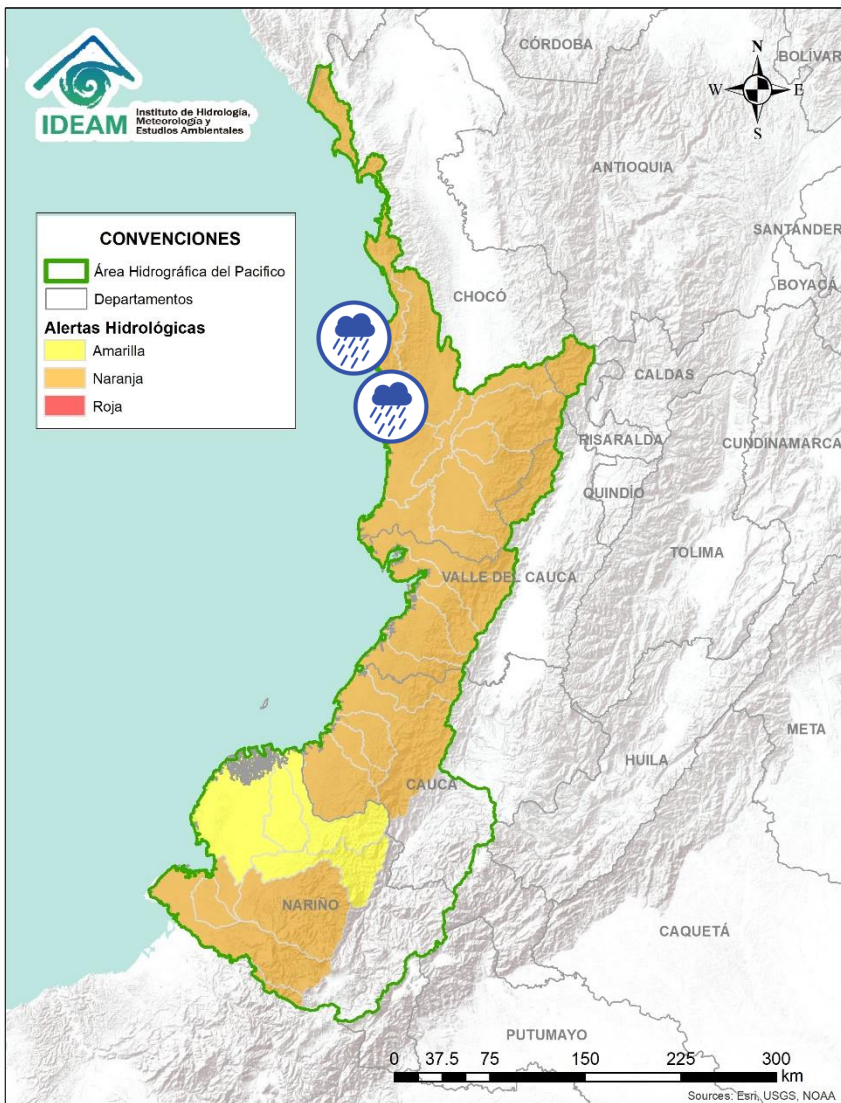 IDEAM
Instituto de Hidrología,
Meteorología y
Estudios Ambientales
N
W
E
S
CÓRDOBA
BOLÍVAR
ANTIOQUIA
SANTANDER
BOYACÁ
CONVENCIONES
Área Hidrográfica del Pacifico
Departamentos
Alertas Hidrológicas
Amarilla
Naranja
Roja
CHOCÓ
CALDAS
RISARALDA
CUNDINAMARCA
QUINDÍO
TOLIMA
VALLE DEL CAUCA
META
HUILA
CAUCA
NARIÑO
CAQUETÁ
PUTUMAYO
0 37.5 75 150 225 300
km
Sources: Esri, USGS, NOAA